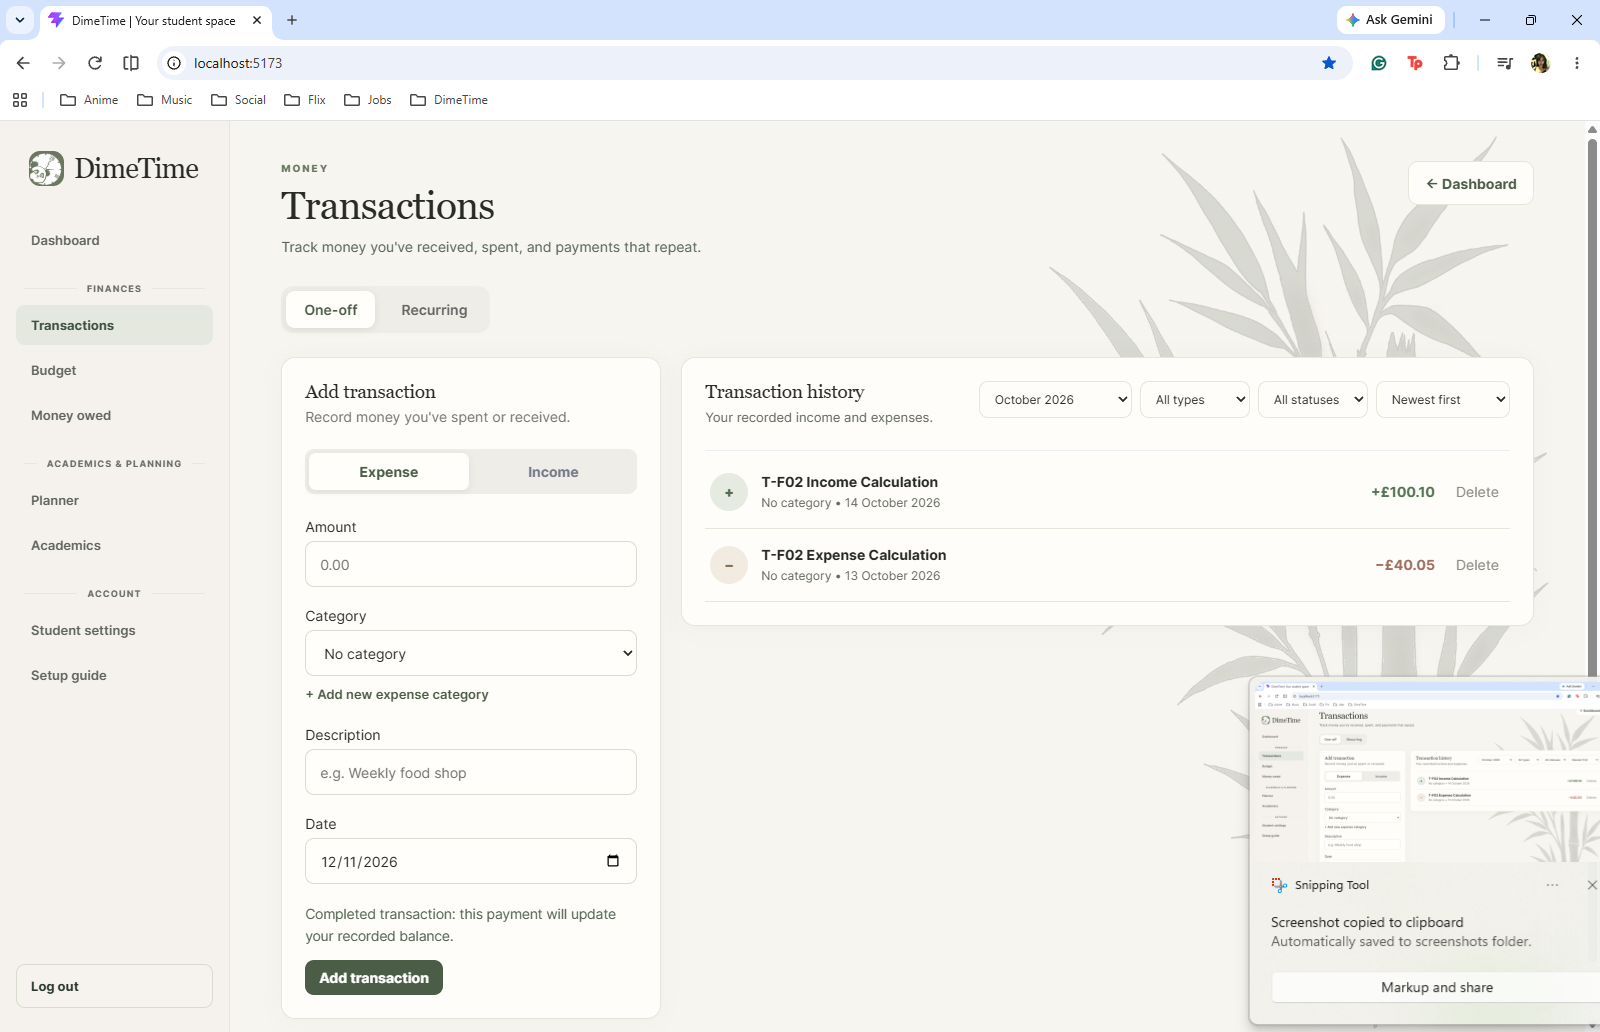 DimeTime | Your student space
Ask Gemini
localhost:5173
Anime
Music
Social
Flix
Jobs
DimeTime
DimeTime
Dashboard
FINANCES
Transactions
Budget
Money owed
ACADEMICS & PLANNING
Planner
Academics
ACCOUNT
Student settings
Setup guide
Log out
MONEY
Transactions
Track money you've received, spent, and payments that repeat.
← Dashboard
One-off
Recurring
Add transaction
Record money you've spent or received.
Expense
Income
Amount
0.00
Category
No category
+ Add new expense category
Description
e.g. Weekly food shop
Date
12/11/2026
Completed transaction: this payment will update
your recorded balance.
Add transaction
Transaction history
Your recorded income and expenses.
October 2026
All types
All statuses
Newest first
+
T-F02 Income Calculation
No category • 14 October 2026
+£100.10
Delete
−
T-F02 Expense Calculation
No category • 13 October 2026
−£40.05
Delete
Snipping Tool
Screenshot copied to clipboard
Automatically saved to screenshots folder.
Markup and share